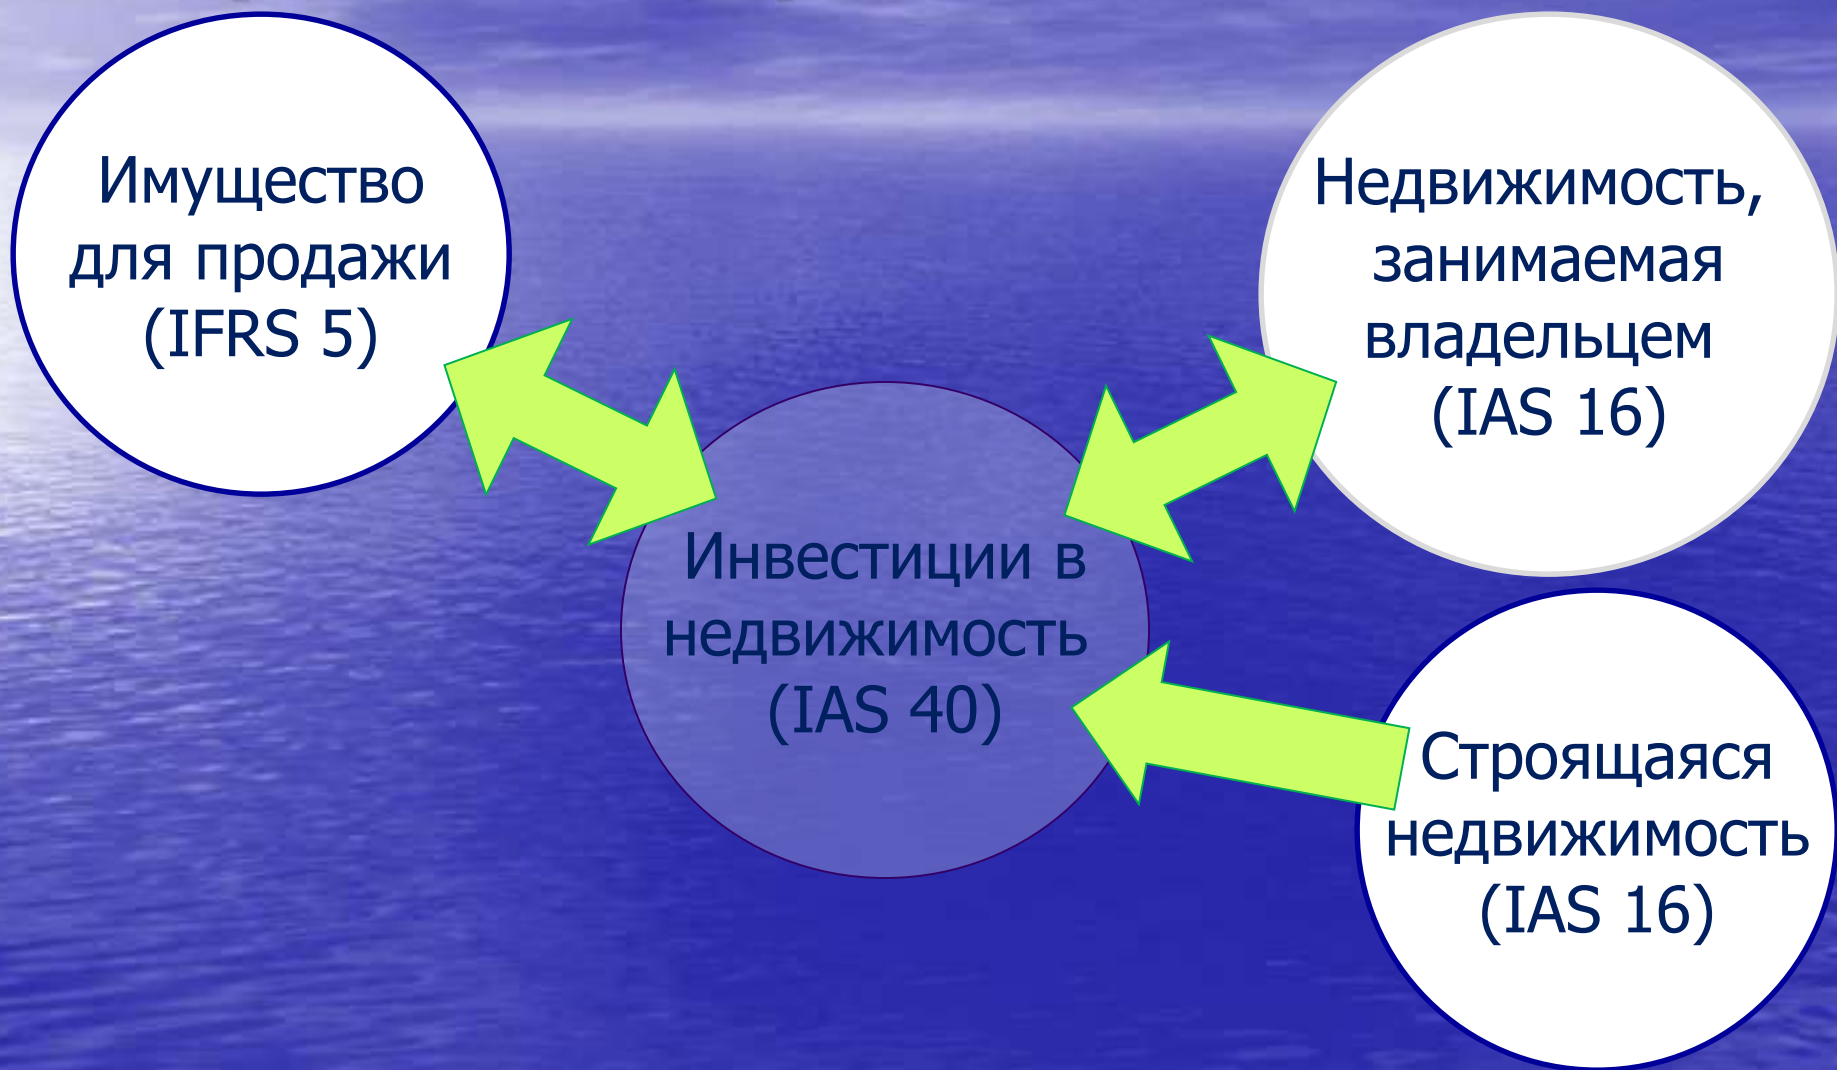 Имущество
для продажи
(IFRS 5)
Недвижимость,
занимаемая
владельцем
(IAS 16)
Инвестиции в
недвижимость
(IAS 40)
Строящаяся
недвижимость
(IAS 16)